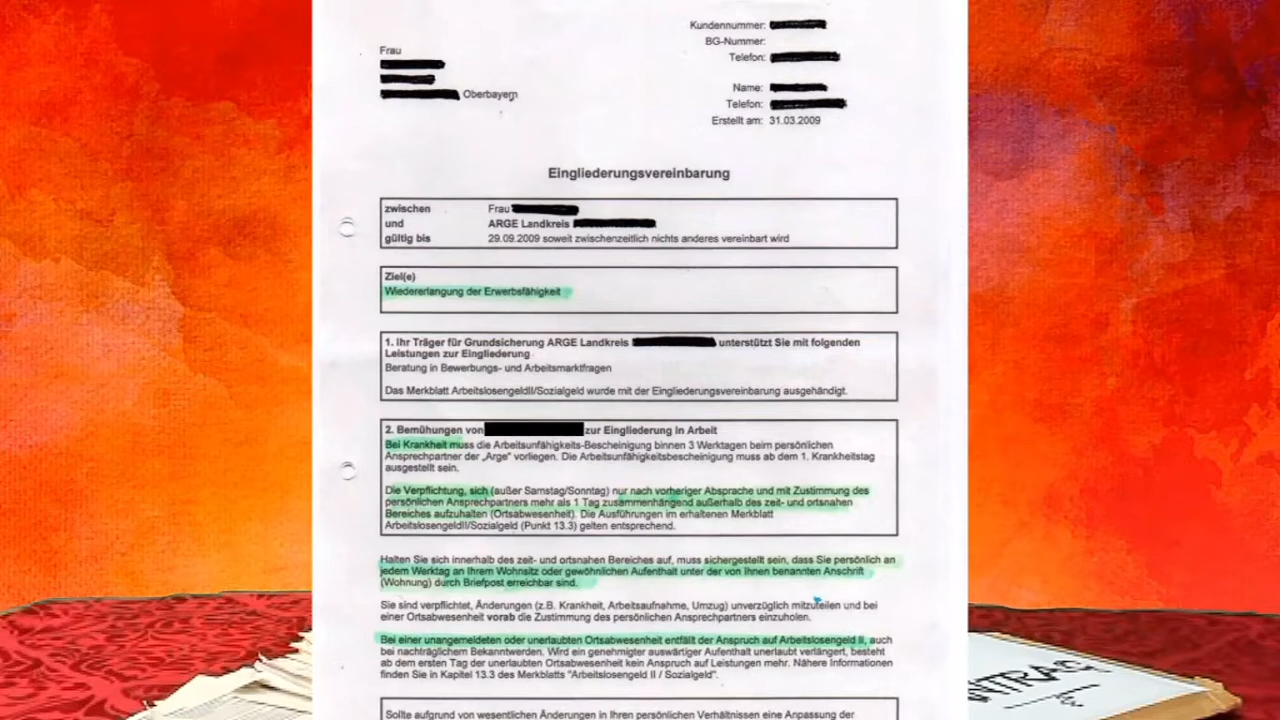 Kundennummer:
BG-Nummer:
Telefon:
Frau
Oberbayern
Name:
Telefon:
Erstellt am: 31.03.2009
Eingliederungsvereinbarung
zwischen Frau
und ARGE Landkreis
gültig bis 29.09.2009 soweit zwischenzeitlich nichts anderes vereinbart wird
Ziel(e)
Wiedererlangung der Erwerbsfähigkeit
1. Ihr Träger für Grundsicherung ARGE Landkreis unterstützt Sie mit folgenden
Leistungen zur Eingliederung
Beratung in Bewerbungs- und Arbeitsmarktfragen
Das Merkblatt ArbeitslosengeldII/Sozialgeld wurde mit der Eingliederungsvereinbarung ausgehändigt.
2. Bemühungen von zur Eingliederung in Arbeit
Bei Krankheit muss die Arbeitsunfähigkeits-Bescheinigung binnen 3 Werktagen beim persönlichen
Ansprechpartner der „Arge" vorliegen. Die Arbeitsunfähigkeitsbescheinigung muss ab dem 1. Krankheitstag
ausgestellt sein.
Die Verpflichtung, sich (außer Samstag/Sonntag) nur nach vorheriger Absprache und mit Zustimmung des
persönlichen Ansprechpartners mehr als 1 Tag zusammenhängend außerhalb des zeit- und ortsnahen
Bereiches aufzuhalten (Ortsabwesenheit). Die Ausführungen im erhaltenen Merkblatt
ArbeitslosengeldII/Sozialgeld (Punkt 13.3) gelten entsprechend.
Halten Sie sich innerhalb des zeit- und ortsnahen Bereiches auf, muss sichergestellt sein, dass Sie persönlich an
jedem Werktag an Ihrem Wohnsitz oder gewöhnlichen Aufenthalt unter der von Ihnen benannten Anschrift
(Wohnung) durch Briefpost erreichbar sind.
Sie sind verpflichtet, Änderungen (z.B. Krankheit, Arbeitsaufnahme, Umzug) unverzüglich mitzuteilen und bei
einer Ortsabwesenheit vorab die Zustimmung des persönlichen Ansprechpartners einzuholen.
Bei einer unangemeldeten oder unerlaubten Ortsabwesenheit entfällt der Anspruch auf Arbeitslosengeld II, auch
bei nachträglichem Bekanntwerden. Wird ein genehmigter auswärtiger Aufenthalt unerlaubt verlängert, besteht
ab dem ersten Tag der unerlaubten Ortsabwesenheit kein Anspruch auf Leistungen mehr. Nähere Informationen
finden Sie in Kapitel 13.3 des Merkblatts "Arbeitslosengeld II / Sozialgeld".
Sollte aufgrund von wesentlichen Änderungen in Ihren persönlichen Verhältnissen eine Anpassung der